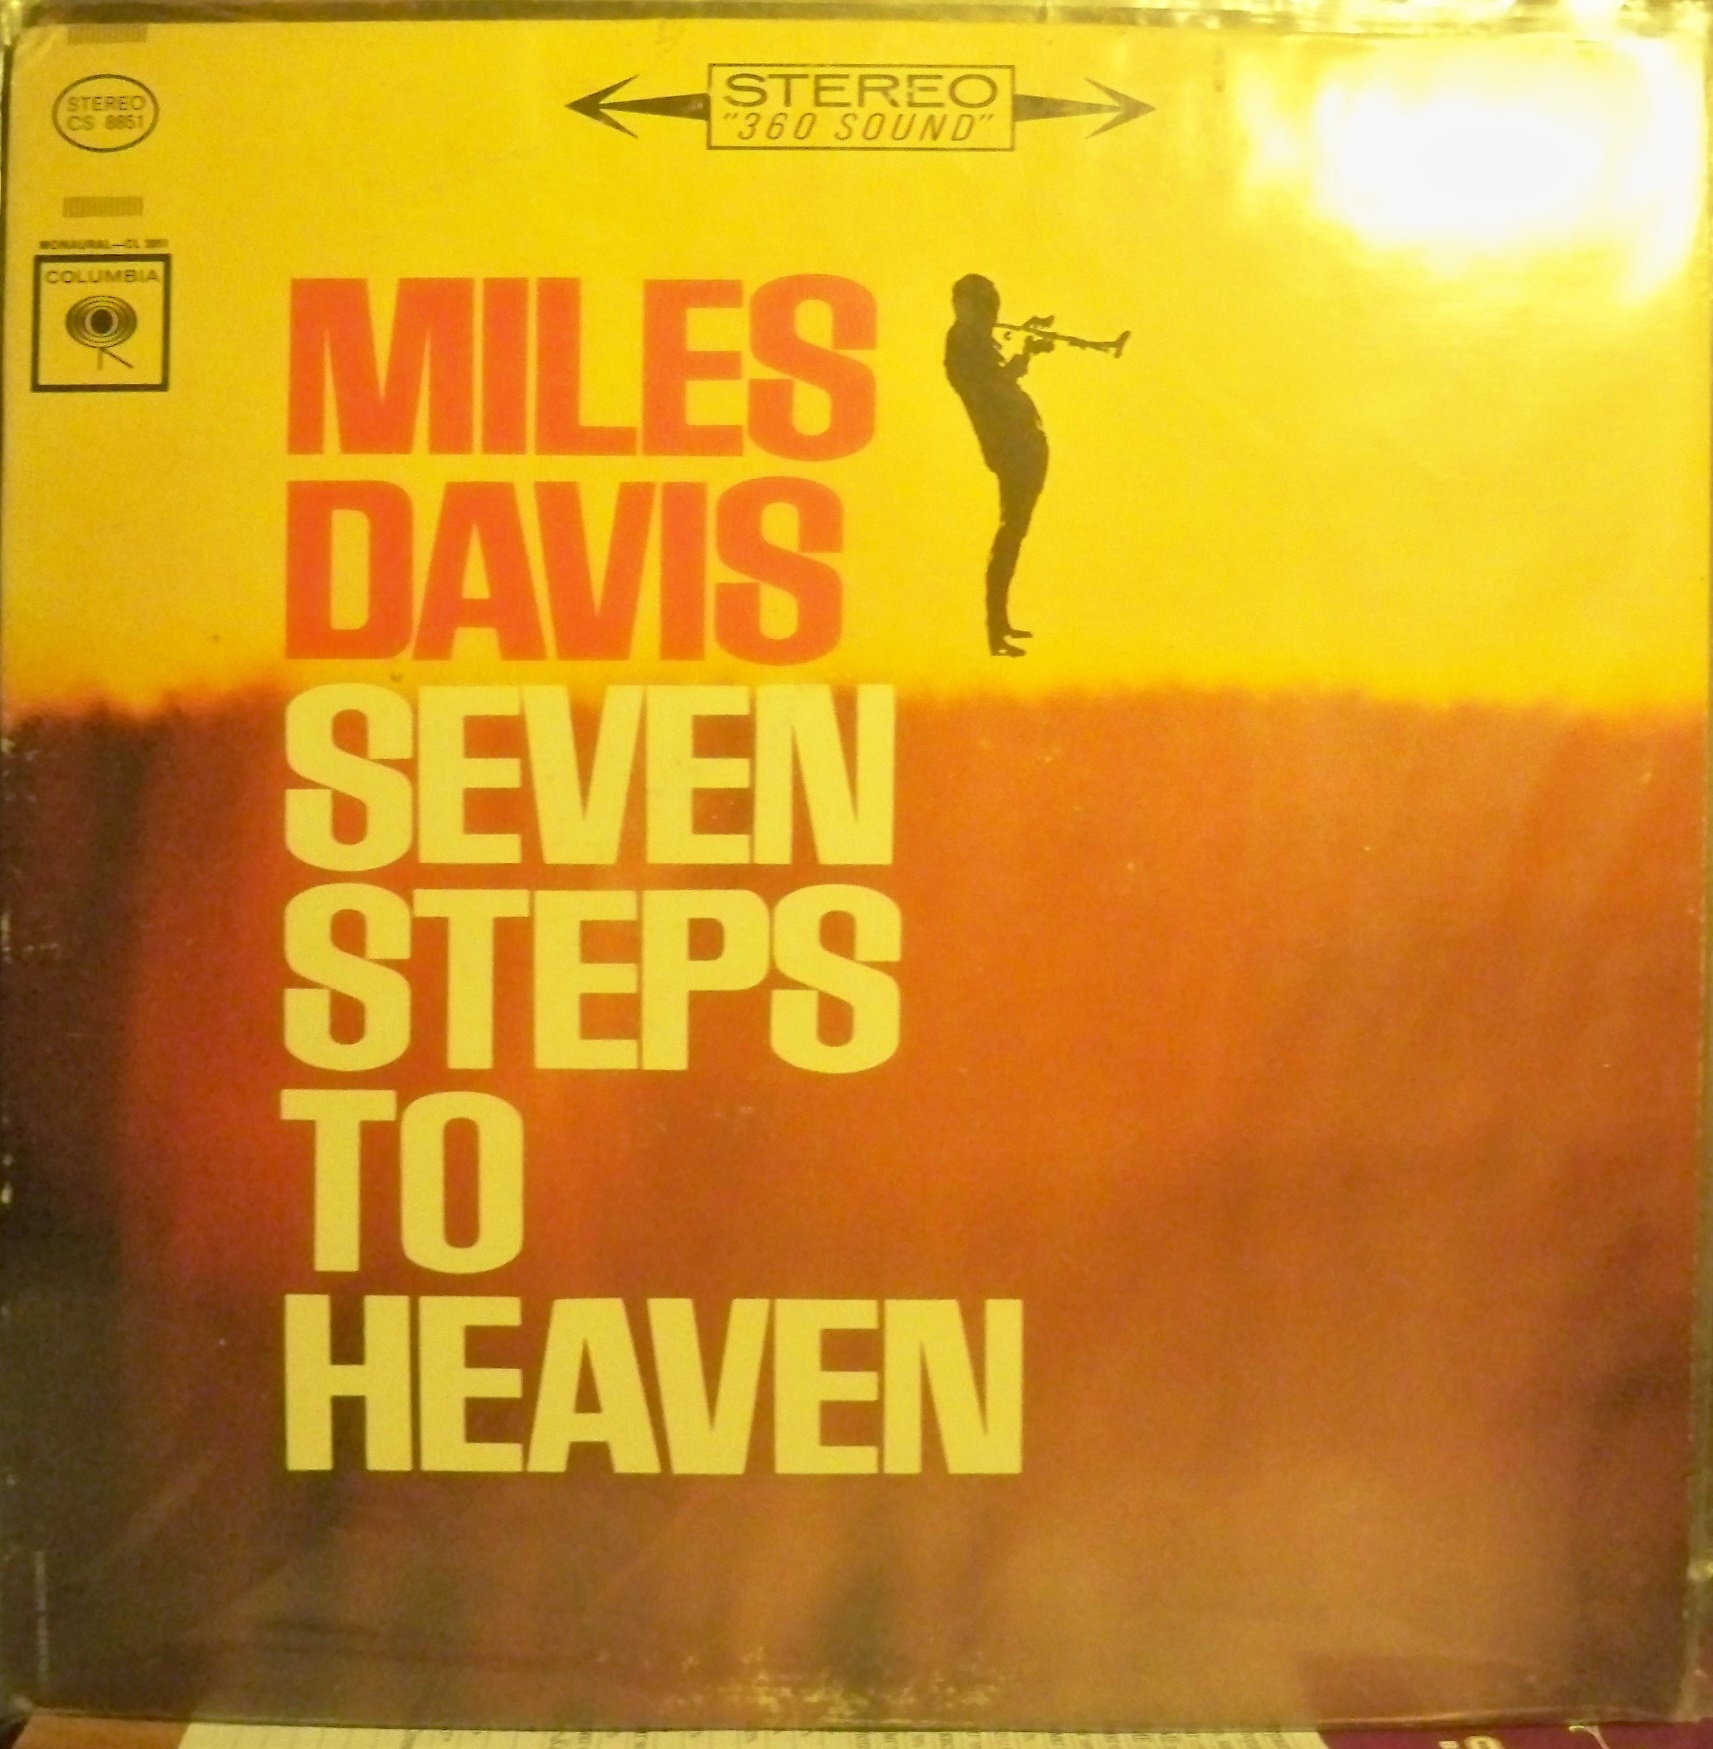 STEREO
CS 8851
STEREO
"360 SOUND"
COLUMBIA
MILES
DAVIS
SEVEN
STEPS
TO
HEAVEN